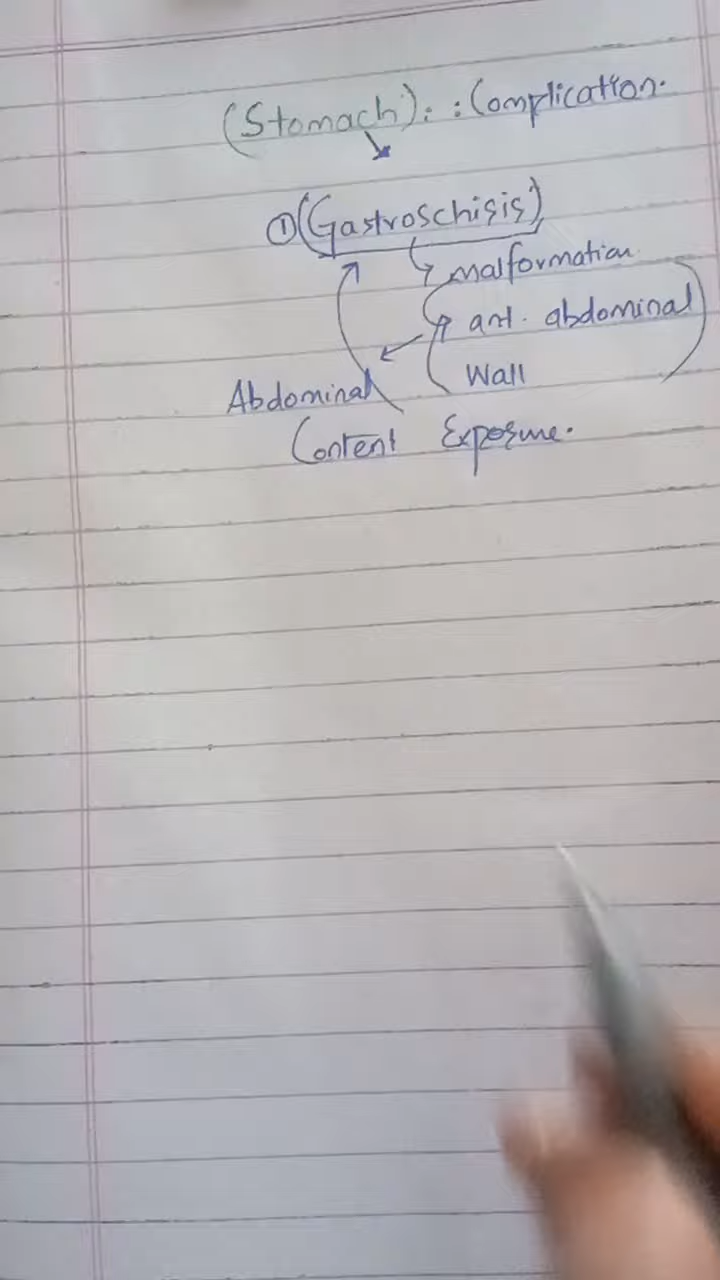 (Stomach): : Complication.
① (Gastroschisis)
malformation
ant. abdominal
Wall
Abdominal
Content Exposure.